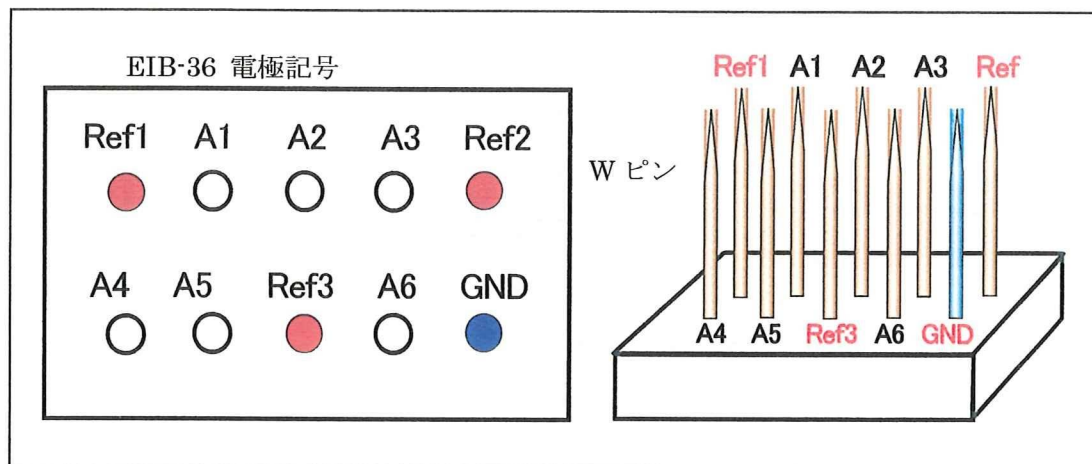 EIB-36 電極記号
Ref1 A1 A2 A3 Ref2
A4 A5 Ref3 A6 GND
W ピン
Ref1 A1 A2 A3 Ref
A4 A5 Ref3 A6 GND